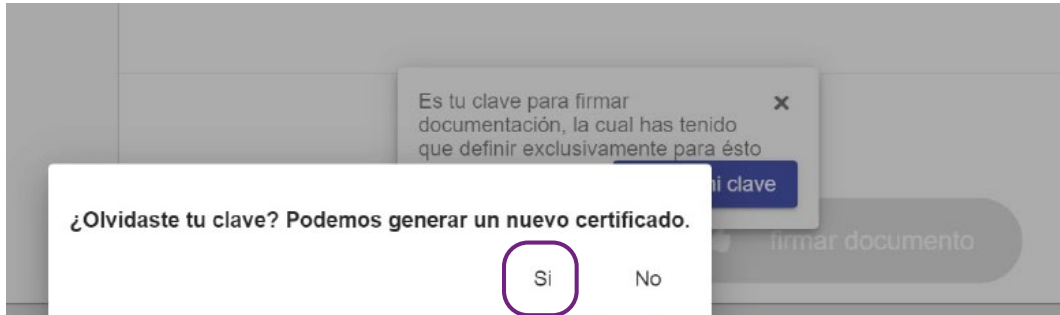 Es tu clave para firmar
documentación, la cual has tenido
que definir exclusivamente para ésto
mi clave
¿Olvidaste tu clave? Podemos generar un nuevo certificado.
firmar documento
Si No